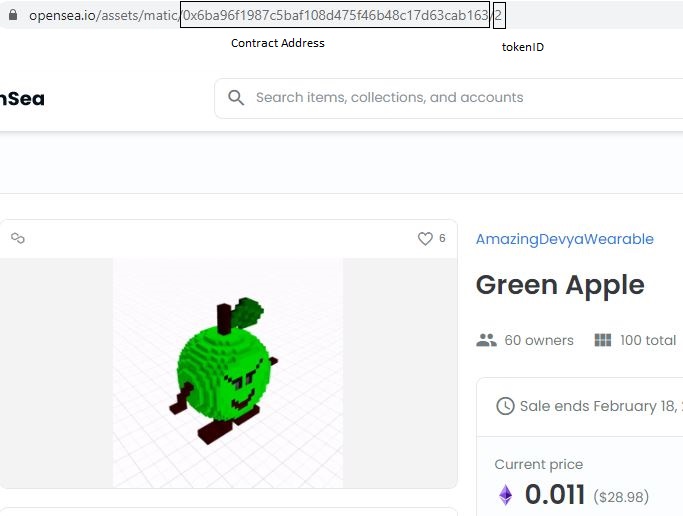 opensea.io/assets/matic/0x6ba96f1987c5baf108d475f46b48c17d63cab163/2
Contract Address
tokenID
nSea
Search items, collections, and accounts
6
AmazingDevyaWearable
Green Apple
60 owners 100 total
Sale ends February 18,
Current price
0.011 ($28.98)